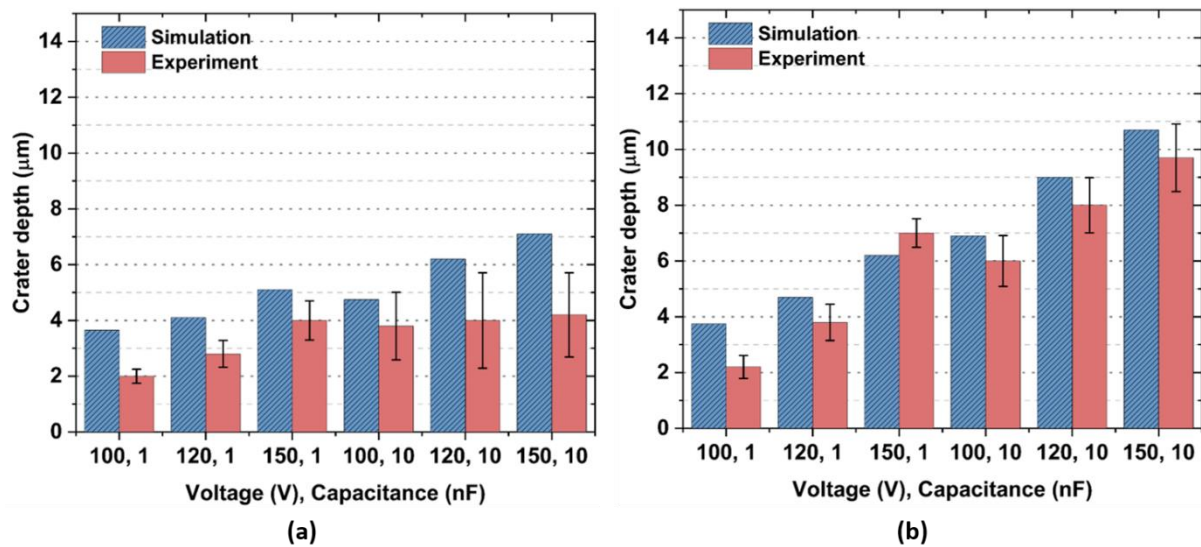 14
12
10
8
6
4
2
0
Crater depth (μm)
Simulation
Experiment
100, 1 120, 1 150, 1 100, 10 120, 10 150, 10
Voltage (V), Capacitance (nF)
(a)
14
12
10
8
6
4
2
0
Crater depth (μm)
Simulation
Experiment
100, 1 120, 1 150, 1 100, 10 120, 10 150, 10
Voltage (V), Capacitance (nF)
(b)